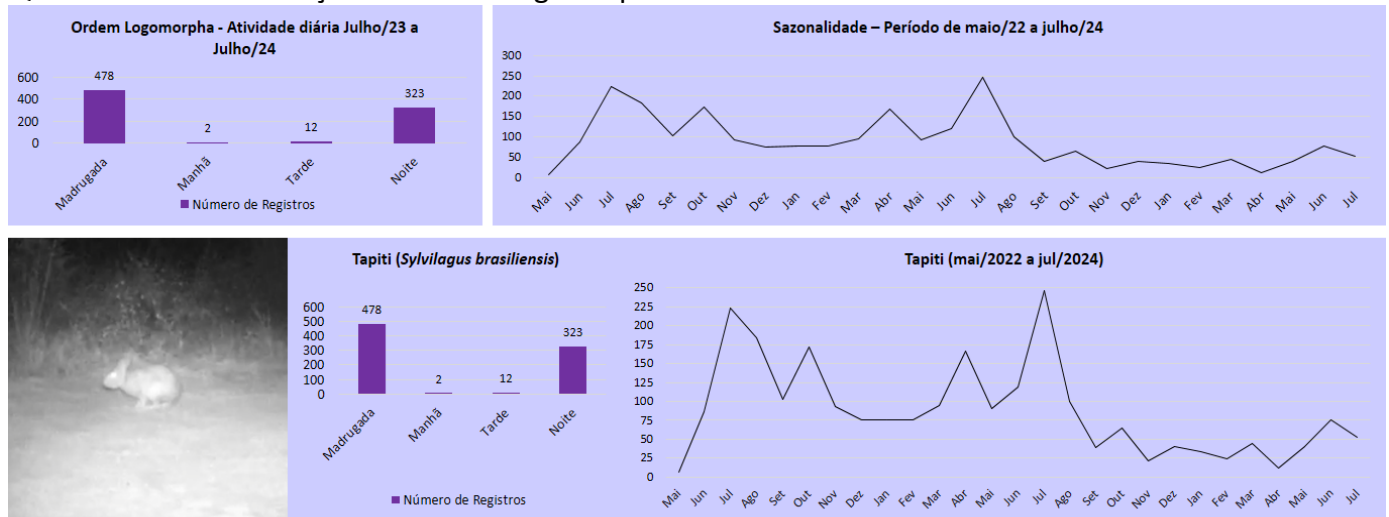 Ordem Logomorpha - Atividade diária Julho/23 a
Julho/24
600
400
200
0
478
2
12
323
Madrugada
Manhã
Tarde
Noite
Número de Registros
Sazonalidade – Período de maio/22 a julho/24
300
250
200
150
100
50
0
Mai Jun Jul Ago Set Out Nov Dez Jan Fev Mar Abr Mai Jun Jul Ago Set Out Nov Dez Jan Fev Mar Abr Mai Jun Jul
Tapiti (Sylvilagus brasiliensis)
600
500
400
300
200
100
0
478
2
12
323
Madrugada
Manhã
Tarde
Noite
Número de Registros
Tapiti (mai/2022 a jul/2024)
250
225
200
175
150
125
100
75
50
25
0
Mai Jun Jul Ago Set Out Nov Dez Jan Fev Mar Abr Mai Jun Jul Ago Set Out Nov Dez Jan Fev Mar Abr Mai Jun Jul